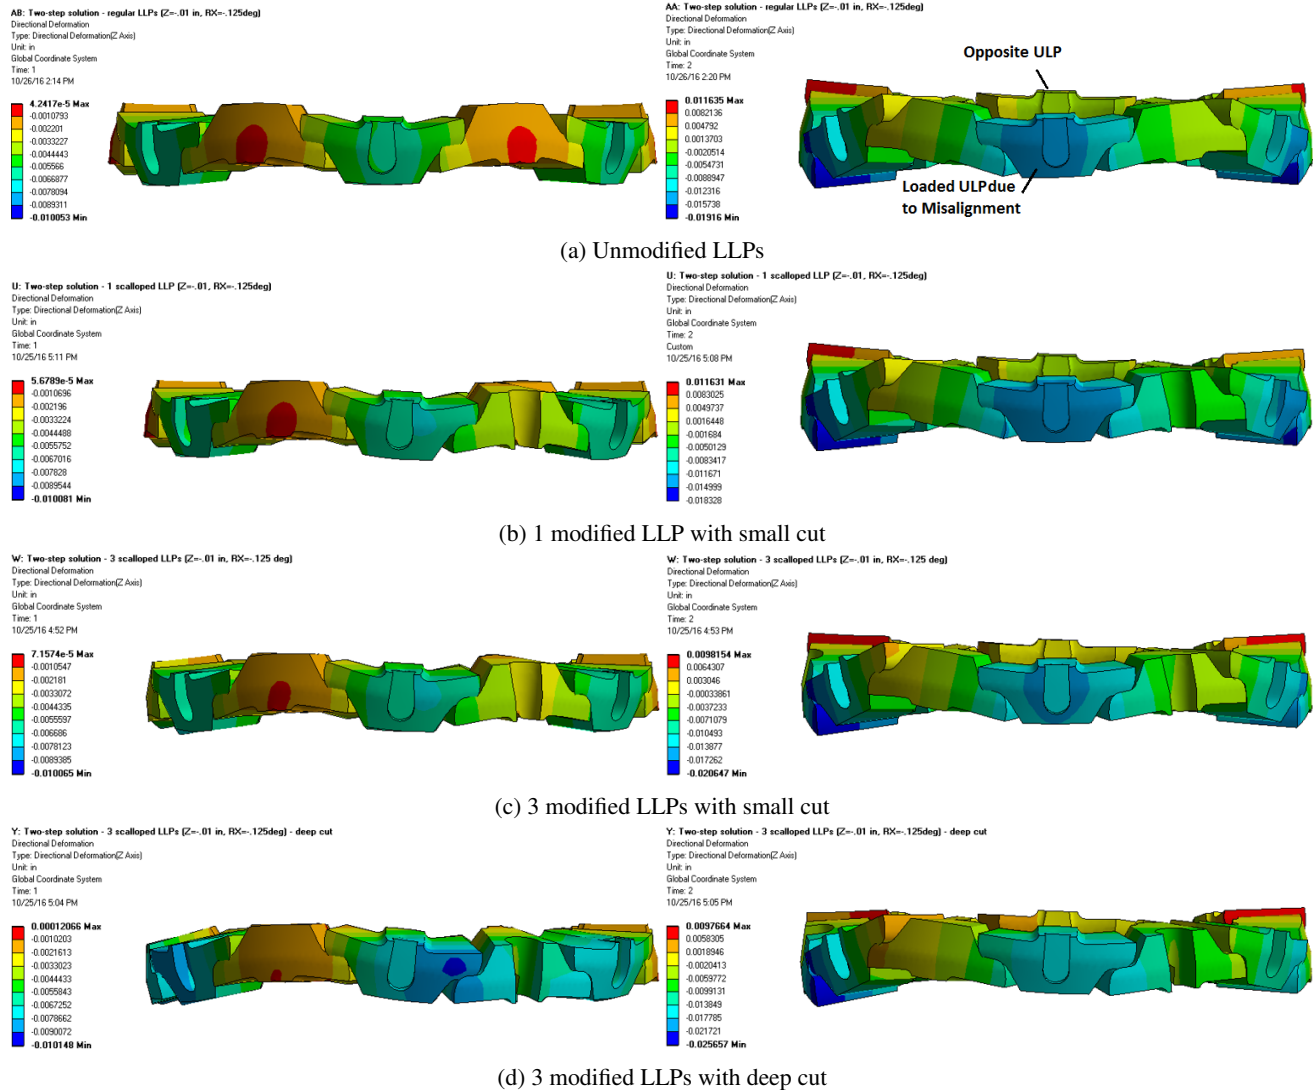 AB: Two-step solution - regular LLPs (Z=-.01 in, RX=-.125deg)
Directional Deformation
Type: Directional Deformation(Z Axis)
Unit: in
Global Coordinate System
Time: 1
10/26/16 2:14 PM
4.2417e-5 Max
-0.0010793
-0.002201
-0.0033227
-0.0044443
-0.005566
-0.0066877
-0.0078094
-0.0089311
-0.010053 Min
AA: Two-step solution - regular LLPs (Z=-.01 in, RX=-.125deg)
Directional Deformation
Type: Directional Deformation(Z Axis)
Unit: in
Global Coordinate System
Time: 2
10/26/16 2:20 PM
0.011635 Max
0.0082136
0.004792
0.0013703
-0.0020514
-0.0054731
-0.0088947
-0.012316
-0.015738
-0.01916 Min
Opposite ULP
Loaded ULP due
to Misalignment
(a) Unmodified LLPs
U: Two-step solution - 1 scalloped LLP (Z=-.01, RX=-.125deg)
Directional Deformation
Type: Directional Deformation(Z Axis)
Unit: in
Global Coordinate System
Time: 1
10/25/16 5:11 PM
5.6789e-5 Max
-0.0010696
-0.002196
-0.0033224
-0.0044488
-0.0055752
-0.0067016
-0.007828
-0.0089544
-0.010081 Min
U: Two-step solution - 1 scalloped LLP (Z=-.01, RX=-.125deg)
Directional Deformation
Type: Directional Deformation(Z Axis)
Unit: in
Global Coordinate System
Time: 2
Custom
10/25/16 5:08 PM
0.011631 Max
0.0083025
0.0049737
0.0016448
-0.001684
-0.0050129
-0.0083417
-0.011671
-0.014999
-0.018328
(b) 1 modified LLP with small cut
W: Two-step solution - 3 scalloped LLPs (Z=-.01 in, RX=-.125 deg)
Directional Deformation
Type: Directional Deformation(Z Axis)
Unit: in
Global Coordinate System
Time: 1
10/25/16 4:52 PM
7.1574e-5 Max
-0.0010547
-0.002181
-0.0033072
-0.0044335
-0.0055597
-0.006686
-0.0078123
-0.0089385
-0.010065 Min
W: Two-step solution - 3 scalloped LLPs (Z=-.01 in, RX=-.125 deg)
Directional Deformation
Type: Directional Deformation(Z Axis)
Unit: in
Global Coordinate System
Time: 2
10/25/16 4:53 PM
0.0098154 Max
0.0064307
0.003046
-0.00033861
-0.0037233
-0.0071079
-0.010493
-0.013877
-0.017262
-0.020647 Min
(c) 3 modified LLPs with small cut
Y: Two-step solution - 3 scalloped LLPs (Z=-.01 in, RX=-.125deg) - deep cut
Directional Deformation
Type: Directional Deformation(Z Axis)
Unit: in
Global Coordinate System
Time: 1
10/25/16 5:04 PM
0.00012066 Max
-0.0010203
-0.0021613
-0.0033023
-0.0044433
-0.0055843
-0.0067252
-0.0078662
-0.0090072
-0.010148 Min
Y: Two-step solution - 3 scalloped LLPs (Z=-.01 in, RX=-.125deg) - deep cut
Directional Deformation
Type: Directional Deformation(Z Axis)
Unit: in
Global Coordinate System
Time: 2
10/25/16 5:05 PM
0.0097664 Max
0.0058305
0.0018946
-0.0020413
-0.0059772
-0.0099131
-0.013849
-0.017785
-0.021721
-0.025657 Min
(d) 3 modified LLPs with deep cut